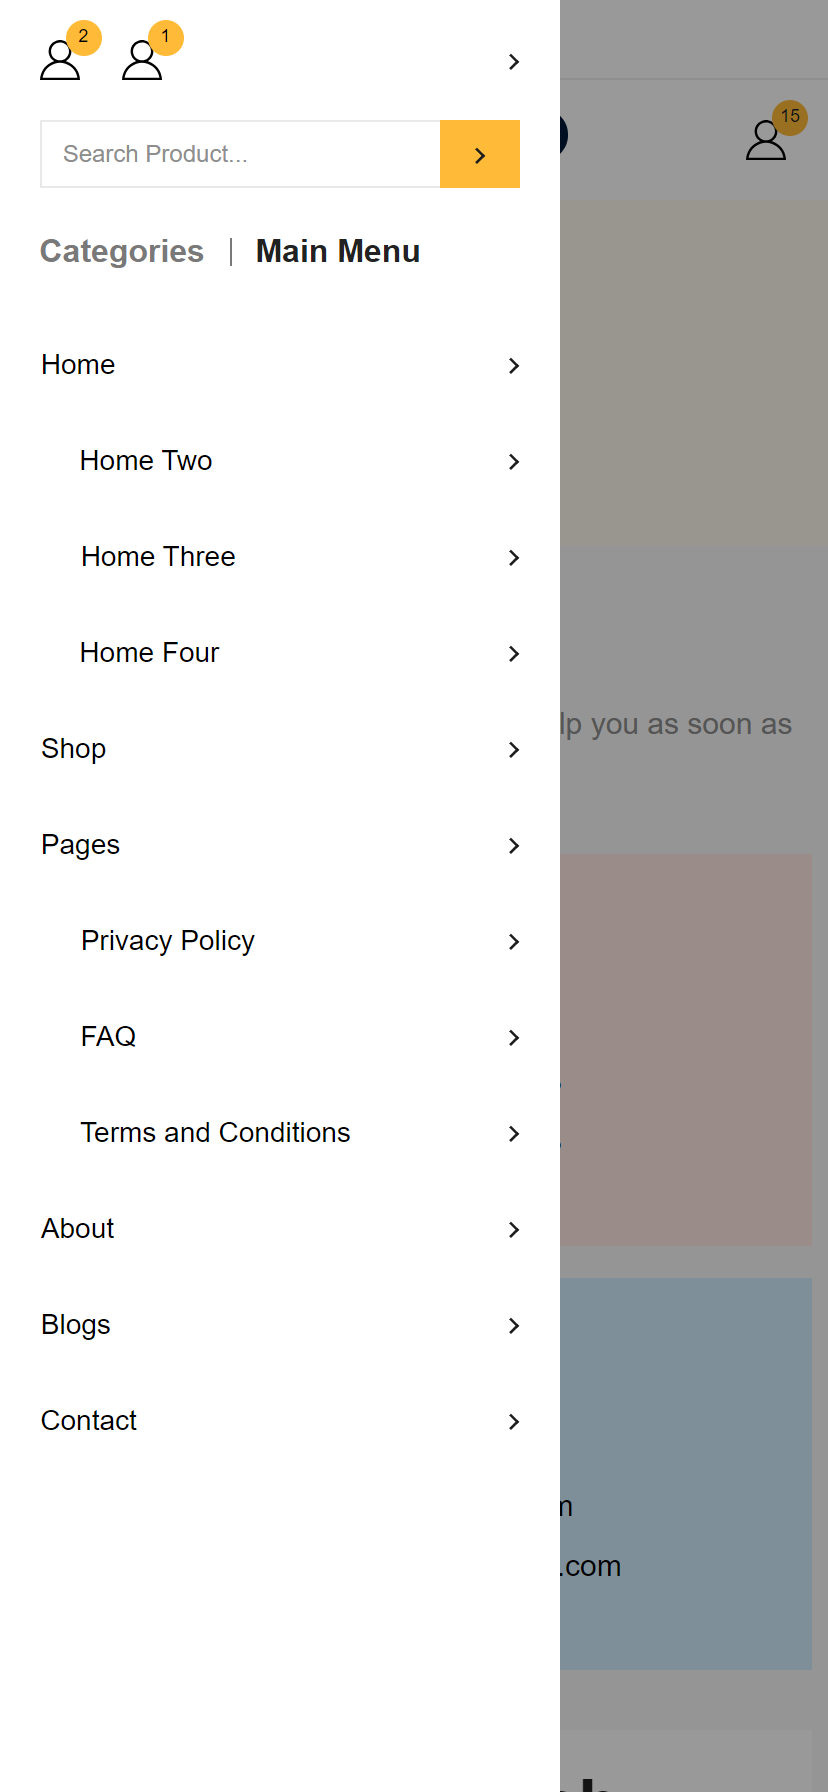 2 1
15
Search Product...
Categories | Main Menu
Home
Home Two
Home Three
Home Four
lp you as soon as
Shop
Pages
Privacy Policy
FAQ
Terms and Conditions
About
Blogs
Contact
m
.com